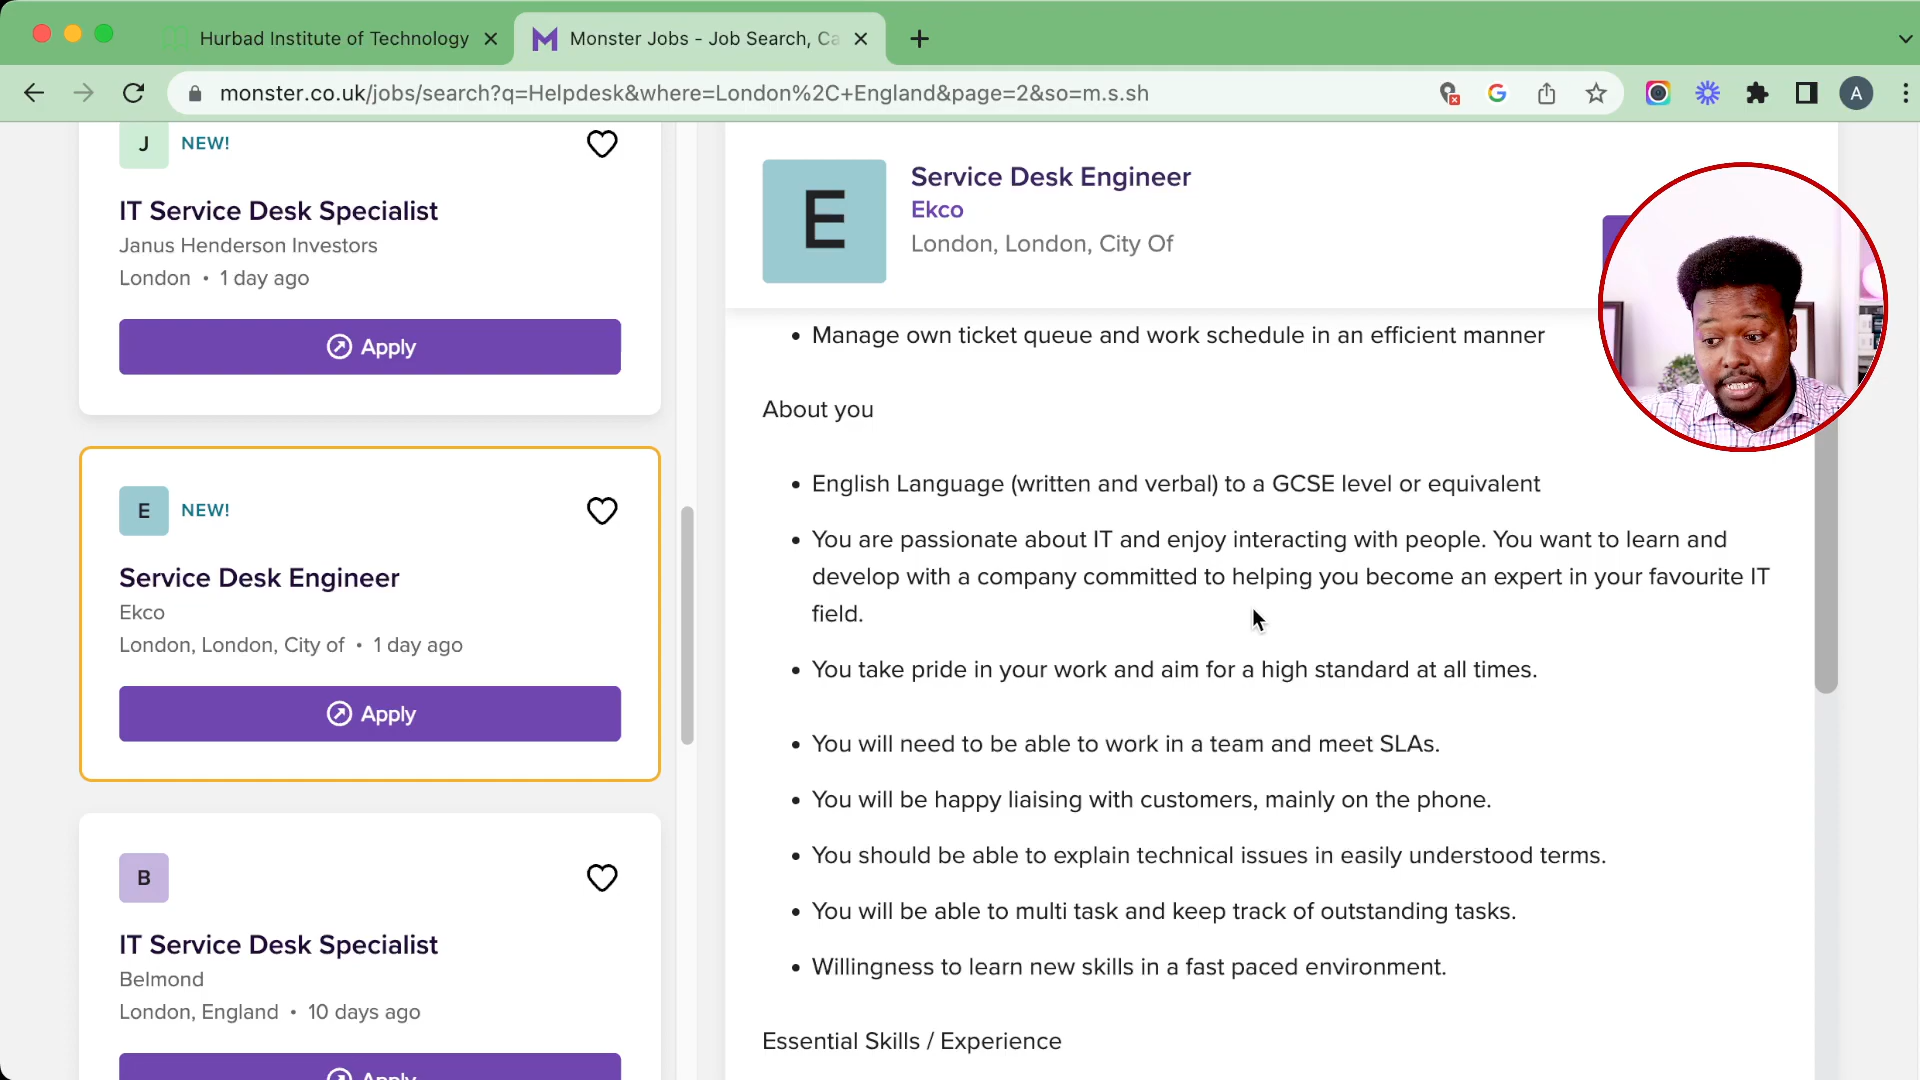 Hurbad Institute of Technology
Monster Jobs - Job Search, Ca
monster.co.uk/jobs/search?q=Helpdesk&where=London%2C+England&page=2&so=m.s.sh
A
J
NEW!
IT Service Desk Specialist
Janus Henderson Investors
London • 1 day ago
Apply
E
NEW!
Service Desk Engineer
Ekco
London, London, City of • 1 day ago
Apply
B
IT Service Desk Specialist
Belmond
London, England • 10 days ago
Apply
E
Service Desk Engineer
Ekco
London, London, City Of
• Manage own ticket queue and work schedule in an efficient manner
About you
• English Language (written and verbal) to a GCSE level or equivalent
• You are passionate about IT and enjoy interacting with people. You want to learn and
develop with a company committed to helping you become an expert in your favourite IT
field.
• You take pride in your work and aim for a high standard at all times.
• You will need to be able to work in a team and meet SLAs.
• You will be happy liaising with customers, mainly on the phone.
• You should be able to explain technical issues in easily understood terms.
• You will be able to multi task and keep track of outstanding tasks.
• Willingness to learn new skills in a fast paced environment.
Essential Skills / Experience